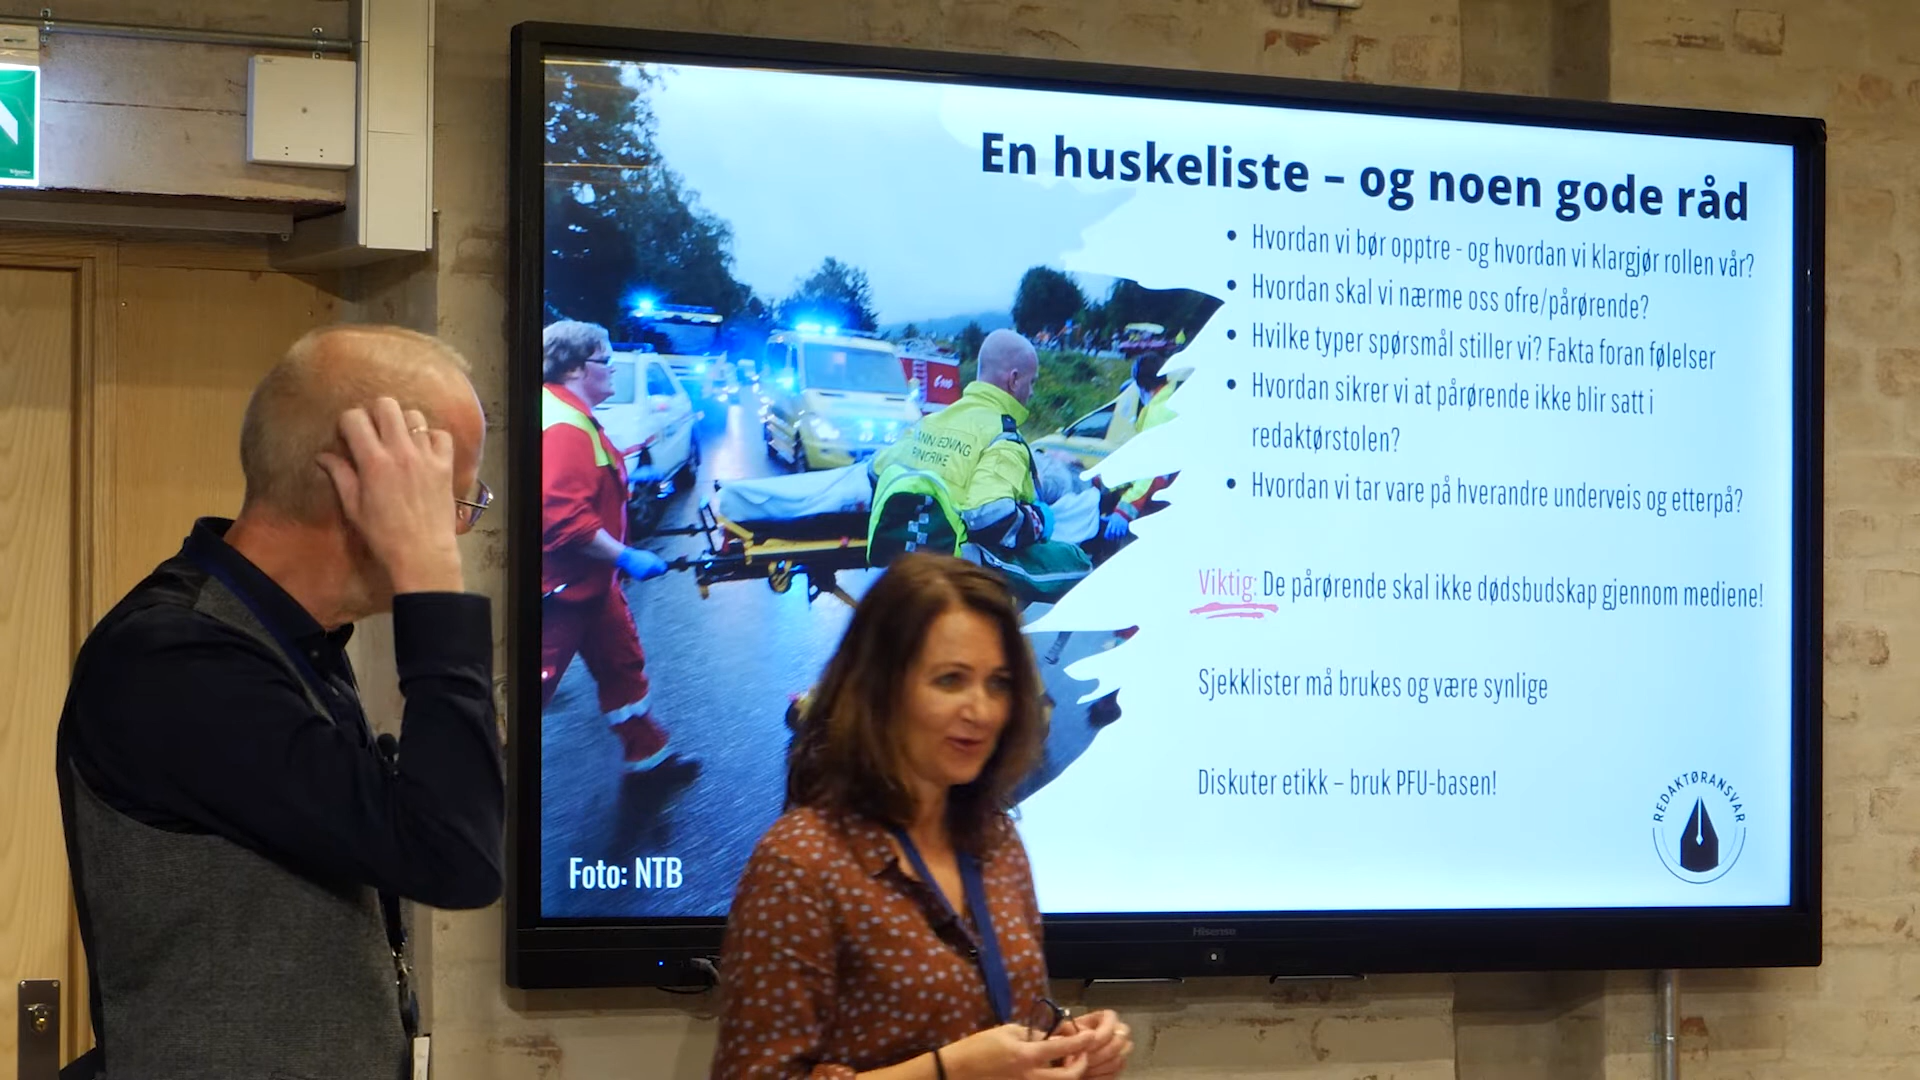 En huskeliste – og noen gode råd
• Hvordan vi bør opptre - og hvordan vi klargjør rollen vår?
• Hvordan skal vi nærme oss ofre/pårørende?
• Hvilke typer spørsmål stiller vi? Fakta foran følelser
• Hvordan sikrer vi at pårørende ikke blir satt i
redaktørstolen?
• Hvordan vi tar vare på hverandre underveis og etterpå?
Viktig: De pårørende skal ikke dødsbudskap gjennom mediene!
Sjekklister må brukes og være synlige
Diskuter etikk – bruk PFU-basen!
REDAKTØRANSVAR
Foto: NTB
Hisense